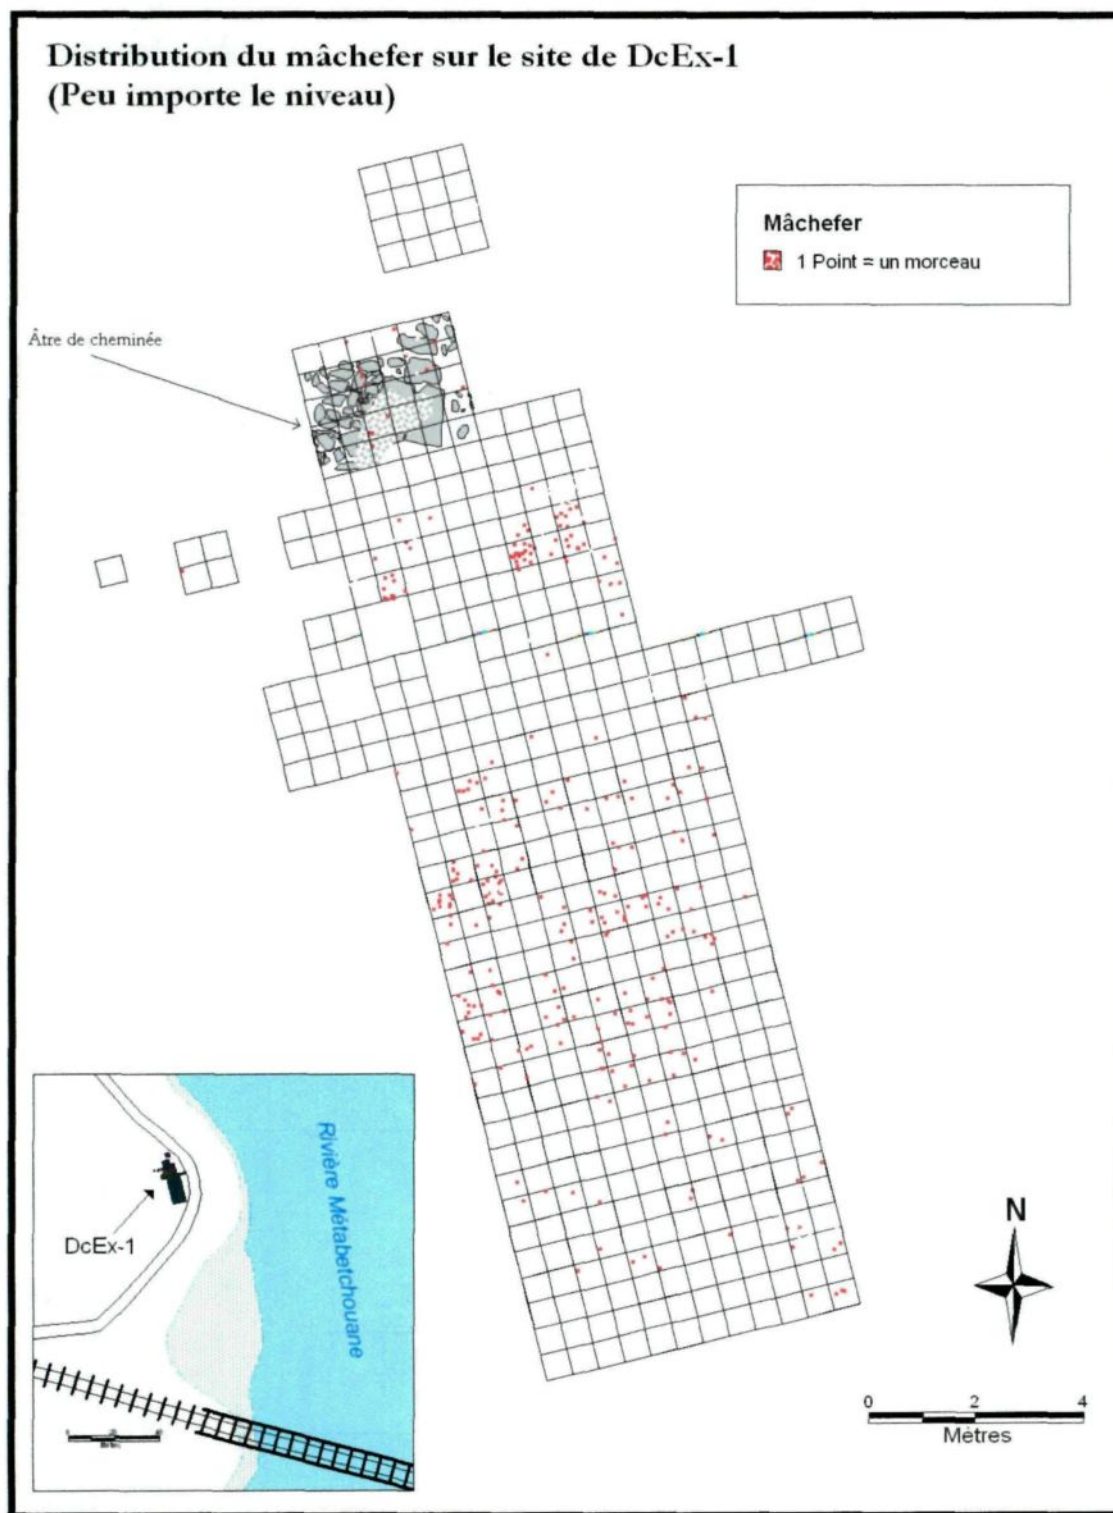 Distribution du mâchefer sur le site de DcEx-1
(Peu importe le niveau)
Mâchefer
1 Point = un morceau
Âtre de cheminée
Rivière Métabetchouane
DcEx-1
N
0 2 4
Mètres